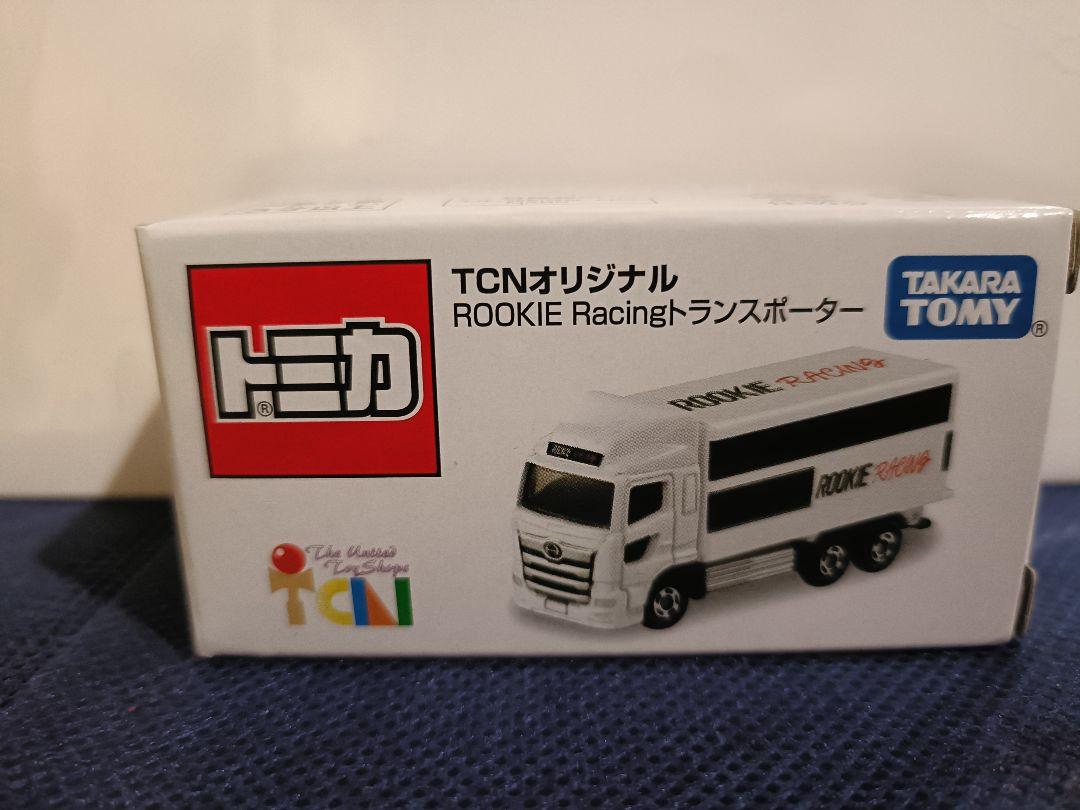 トミカ
®
TCNオリジナル
ROOKIE Racingトランスポーター
TAKARA
TOMY
®
ROOKIE RACING
ROOKIE RACING
The United
Toy Shops
TCN